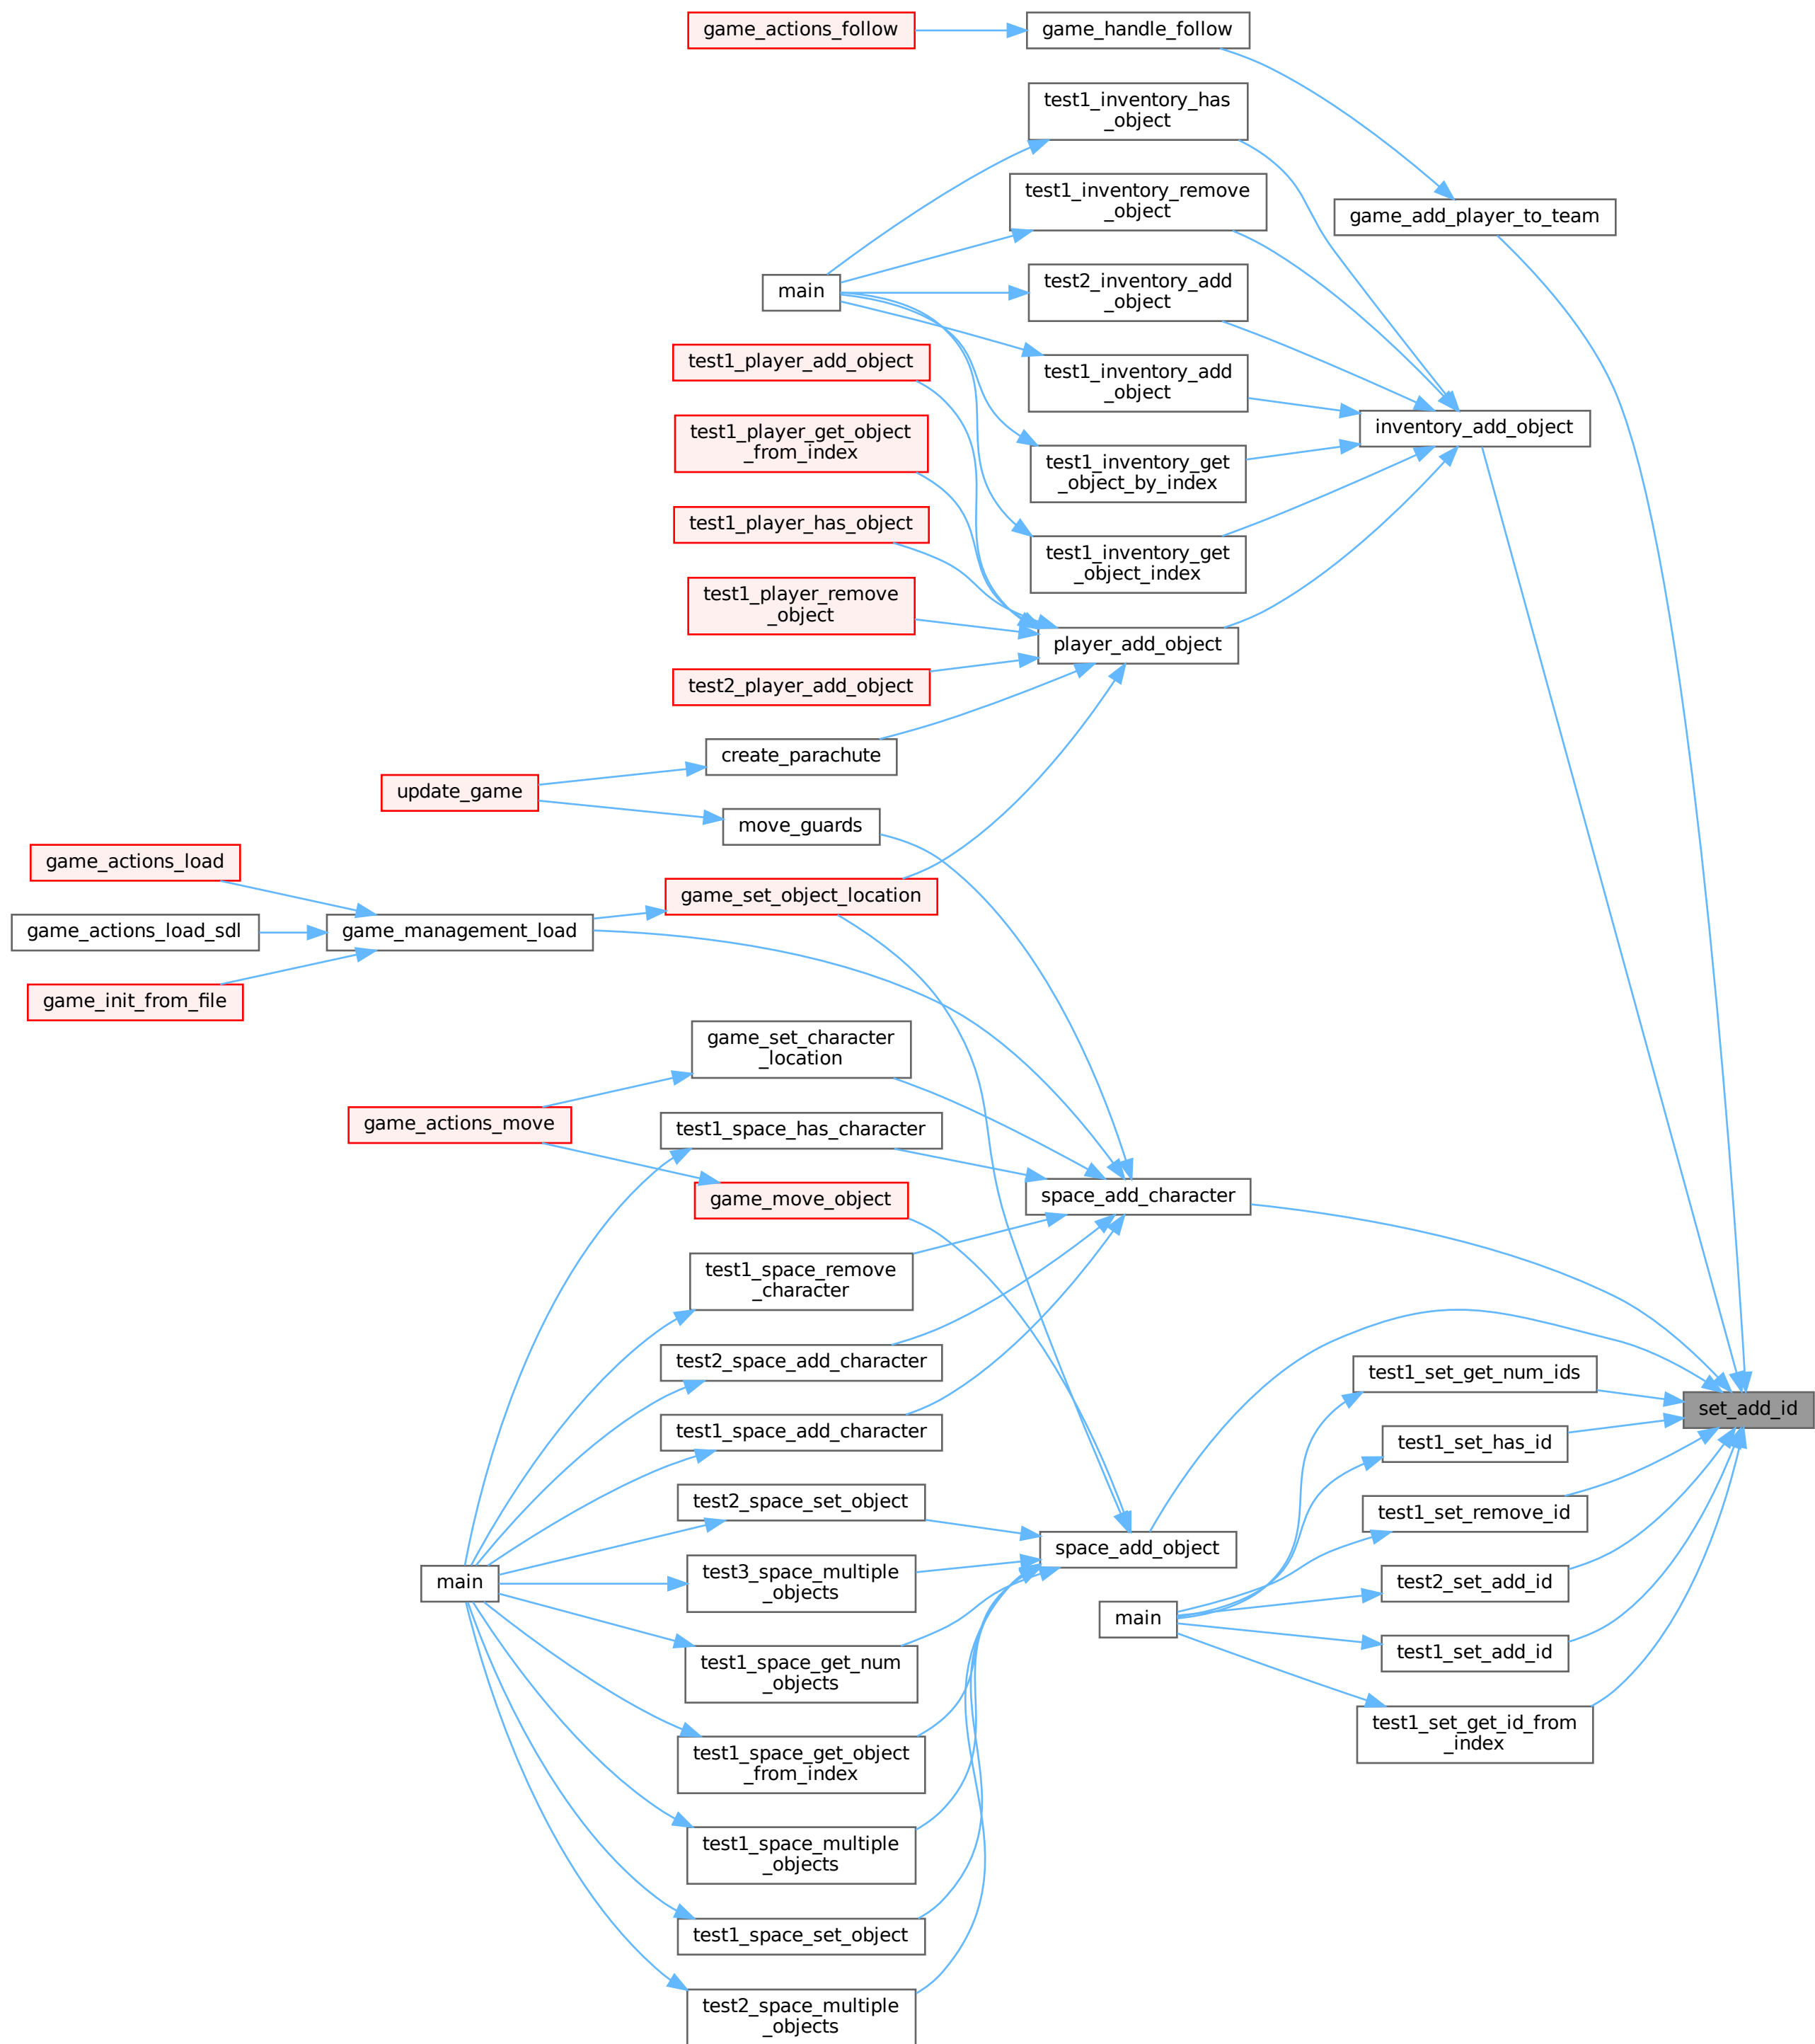 game_actions_follow
game_handle_follow
test1_inventory_has
_object
test1_inventory_remove
_object
game_add_player_to_team
main
test2_inventory_add
_object
test1_player_add_object
test1_inventory_add
_object
test1_player_get_object
_from_index
inventory_add_object
test1_inventory_get
_object_by_index
test1_player_has_object
test1_inventory_get
_object_index
test1_player_remove
_object
player_add_object
test2_player_add_object
create_parachute
update_game
move_guards
game_actions_load
game_set_object_location
game_actions_load_sdl
game_management_load
game_init_from_file
game_set_character
_location
game_actions_move
test1_space_has_character
game_move_object
space_add_character
test1_space_remove
_character
test2_space_add_character
test1_set_get_num_ids
set_add_id
test1_space_add_character
test1_set_has_id
test2_space_set_object
test1_set_remove_id
space_add_object
main
test3_space_multiple
_objects
test2_set_add_id
main
test1_set_add_id
test1_space_get_num
_objects
test1_set_get_id_from
_index
test1_space_get_object
_from_index
test1_space_multiple
_objects
test1_space_set_object
test2_space_multiple
_objects